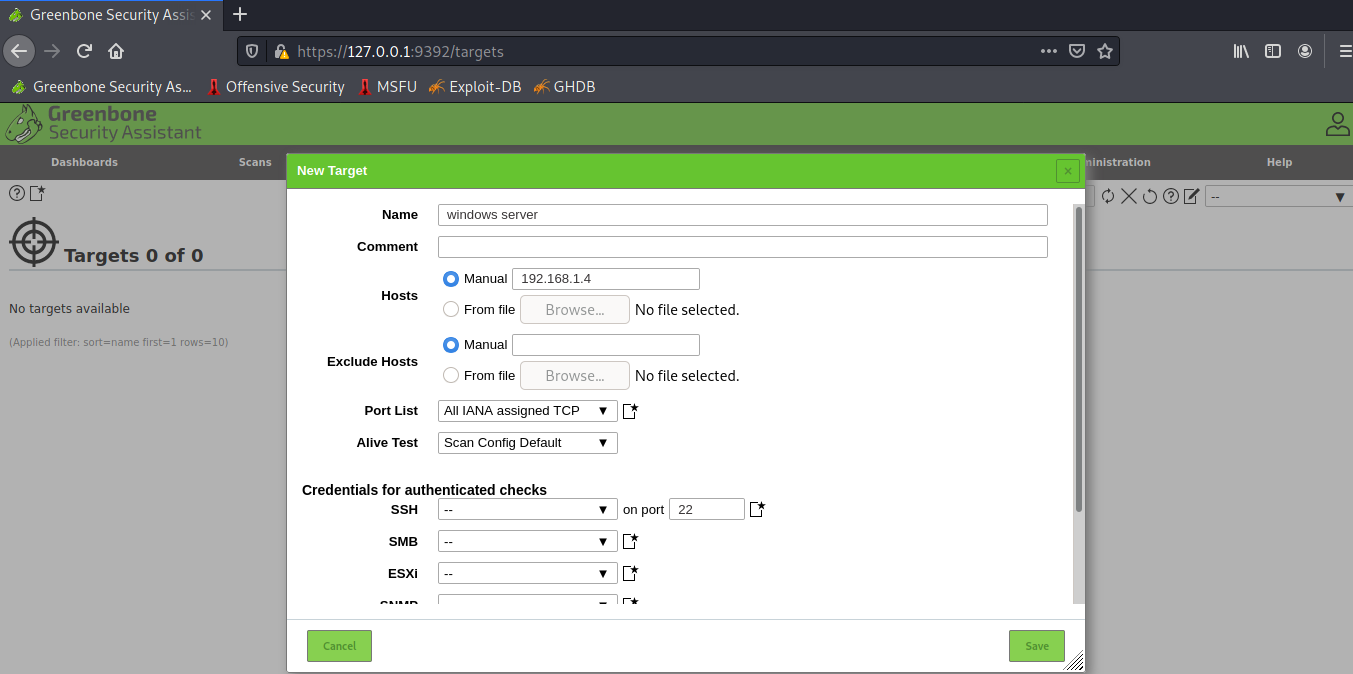 Greenbone Security Assis
https://127.0.0.1:9392/targets
Greenbone Security As... Offensive Security MSFU Exploit-DB GHDB
Greenbone
Security Assistant
Dashboards Scans Help
New Target
Name windows server
Comment
Hosts
Manual 192.168.1.4
From file Browse... No file selected.
Exclude Hosts
Manual
From file Browse... No file selected.
Port List All IANA assigned TCP
Alive Test Scan Config Default
Credentials for authenticated checks
SSH -- on port 22
SMB --
ESXi --
Cancel Save
Targets 0 of 0
No targets available
(Applied filter: sort=name first=1 rows=10)
--